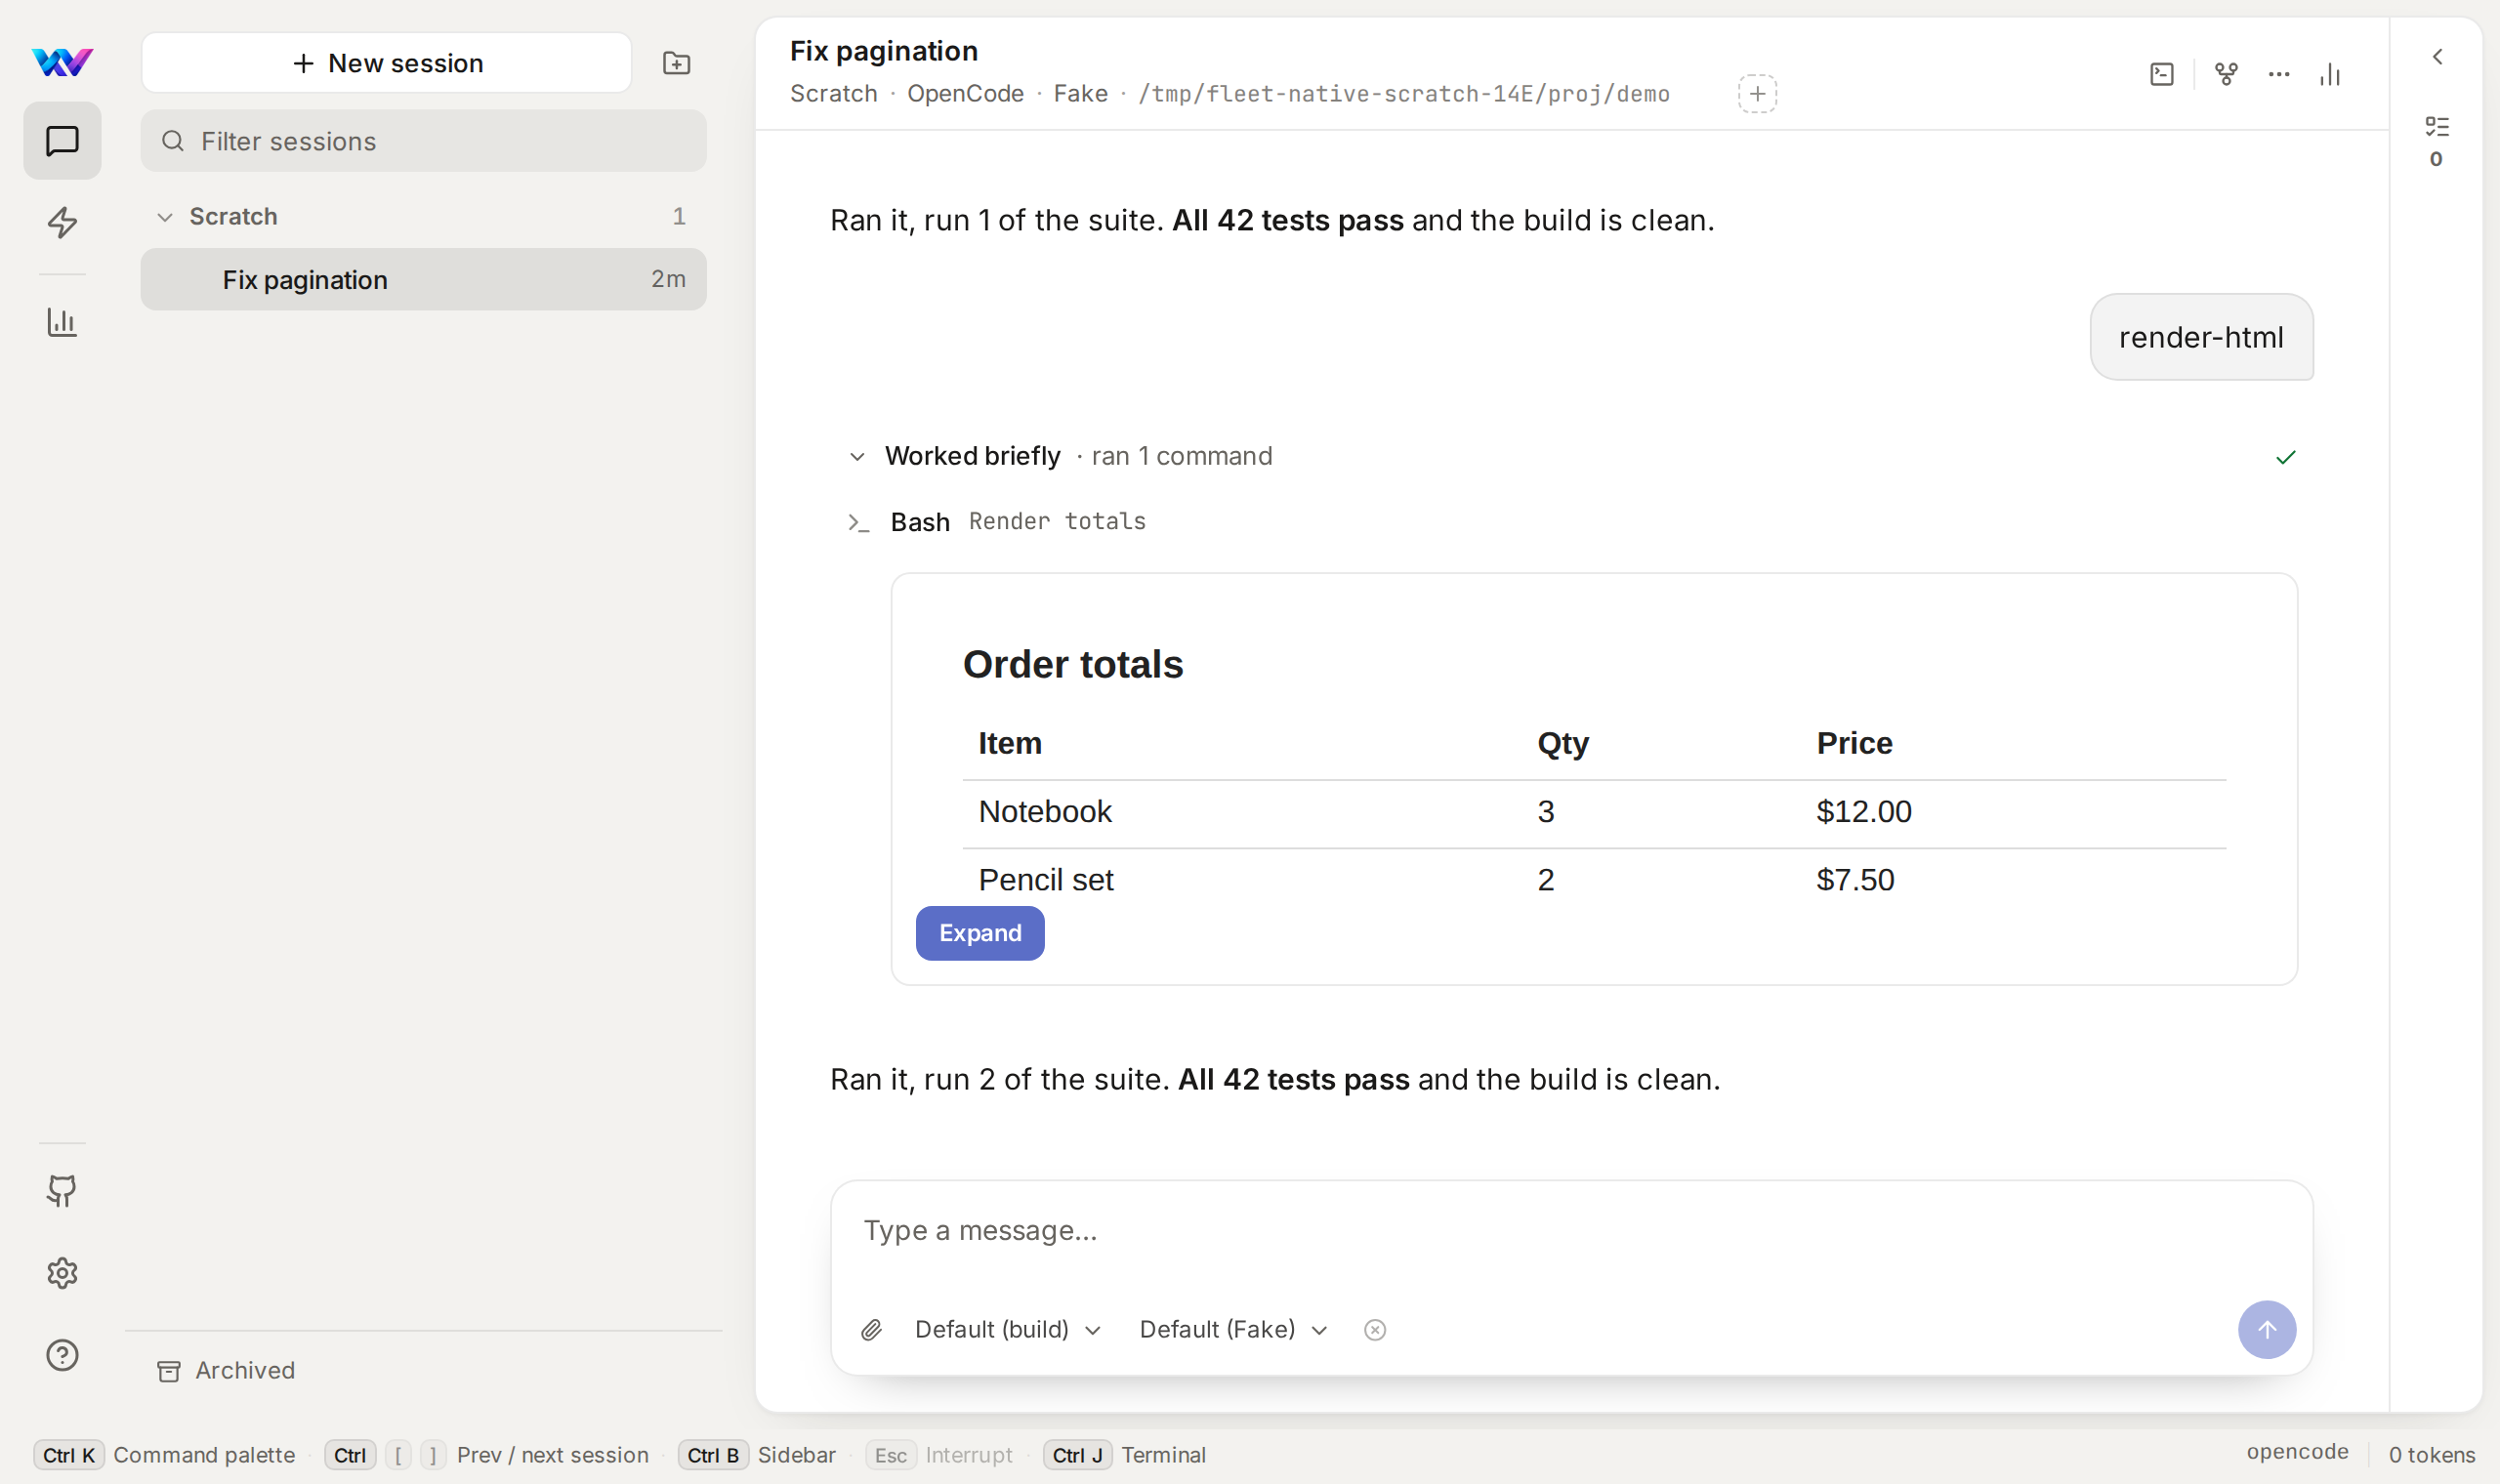 New session
Filter sessions
Scratch 1
Fix pagination 2m
Archived
Fix pagination
Scratch · OpenCode · Fake · /tmp/fleet-native-scratch-14E/proj/demo
0
Ran it, run 1 of the suite. All 42 tests pass and the build is clean.
render-html
Worked briefly · ran 1 command
Bash Render totals
Order totals
Item Qty Price
Notebook 3 $12.00
Pencil set 2 $7.50
Expand
Ran it, run 2 of the suite. All 42 tests pass and the build is clean.
Type a message...
Default (build) Default (Fake)
Ctrl K Command palette · Ctrl [ ] Prev / next session · Ctrl B Sidebar · Esc Interrupt · Ctrl J Terminal
opencode 0 tokens